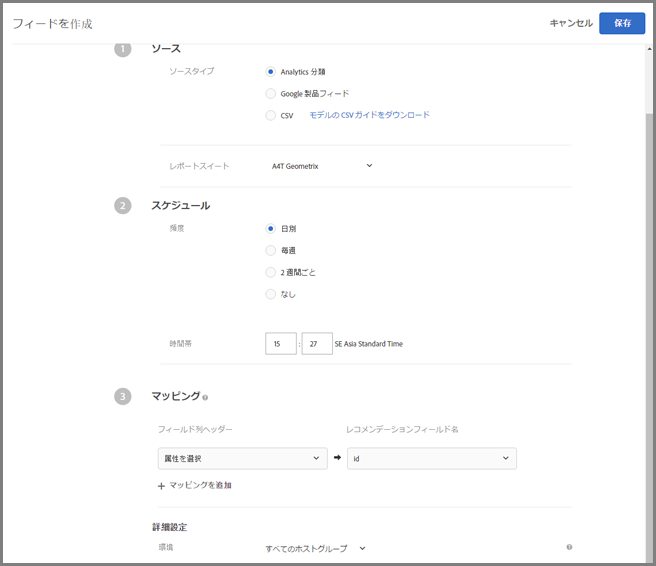 フィードを作成
キャンセル 保存
1 ソース
ソースタイプ Analytics 分類
Google 製品フィード
CSV モデルの CSV ガイドをダウンロード
レポートスイート A4T Geometrix
2 スケジュール
頻度 日別
毎週
2 週間ごと
なし
時間帯 15 : 27 SE Asia Standard Time
3 マッピング ?
フィールド列ヘッダー レコメンデーションフィールド名
属性を選択 ➡ id
+ マッピングを追加
詳細設定
環境 すべてのホストグループ ?